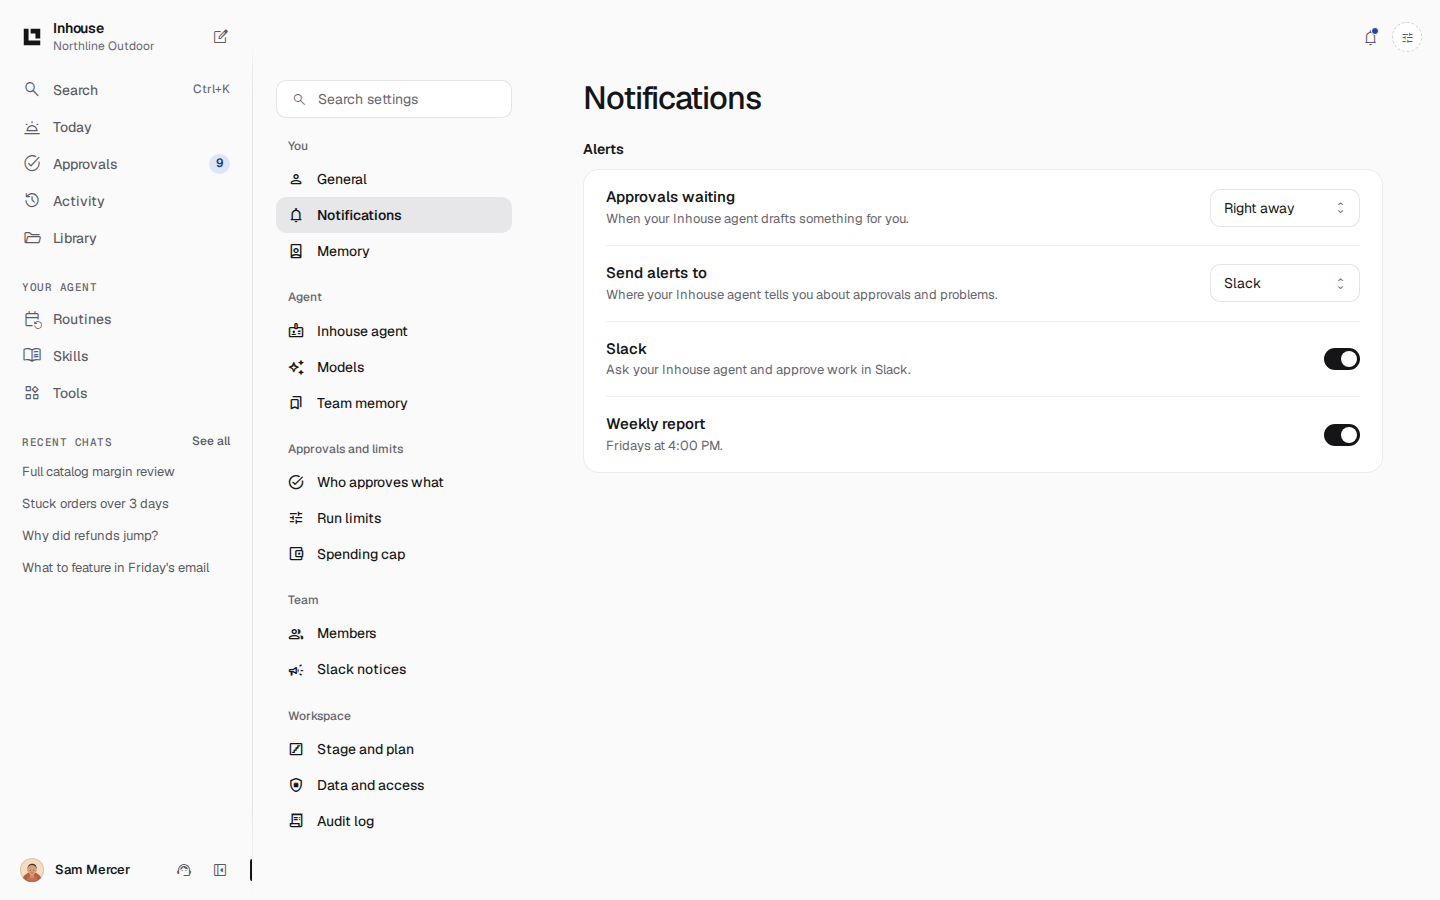 Inhouse
Northline Outdoor
Search Ctrl+K
Today
Approvals 9
Activity
Library
YOUR AGENT
Routines
Skills
Tools
RECENT CHATS See all
Full catalog margin review
Stuck orders over 3 days
Why did refunds jump?
What to feature in Friday's email
Sam Mercer
Search settings
You
General
Notifications
Memory
Agent
Inhouse agent
Models
Team memory
Approvals and limits
Who approves what
Run limits
Spending cap
Team
Members
Slack notices
Workspace
Stage and plan
Data and access
Audit log
Notifications
Alerts
Approvals waiting
When your Inhouse agent drafts something for you.
Right away
Send alerts to
Where your Inhouse agent tells you about approvals and problems.
Slack
Slack
Ask your Inhouse agent and approve work in Slack.
Weekly report
Fridays at 4:00 PM.